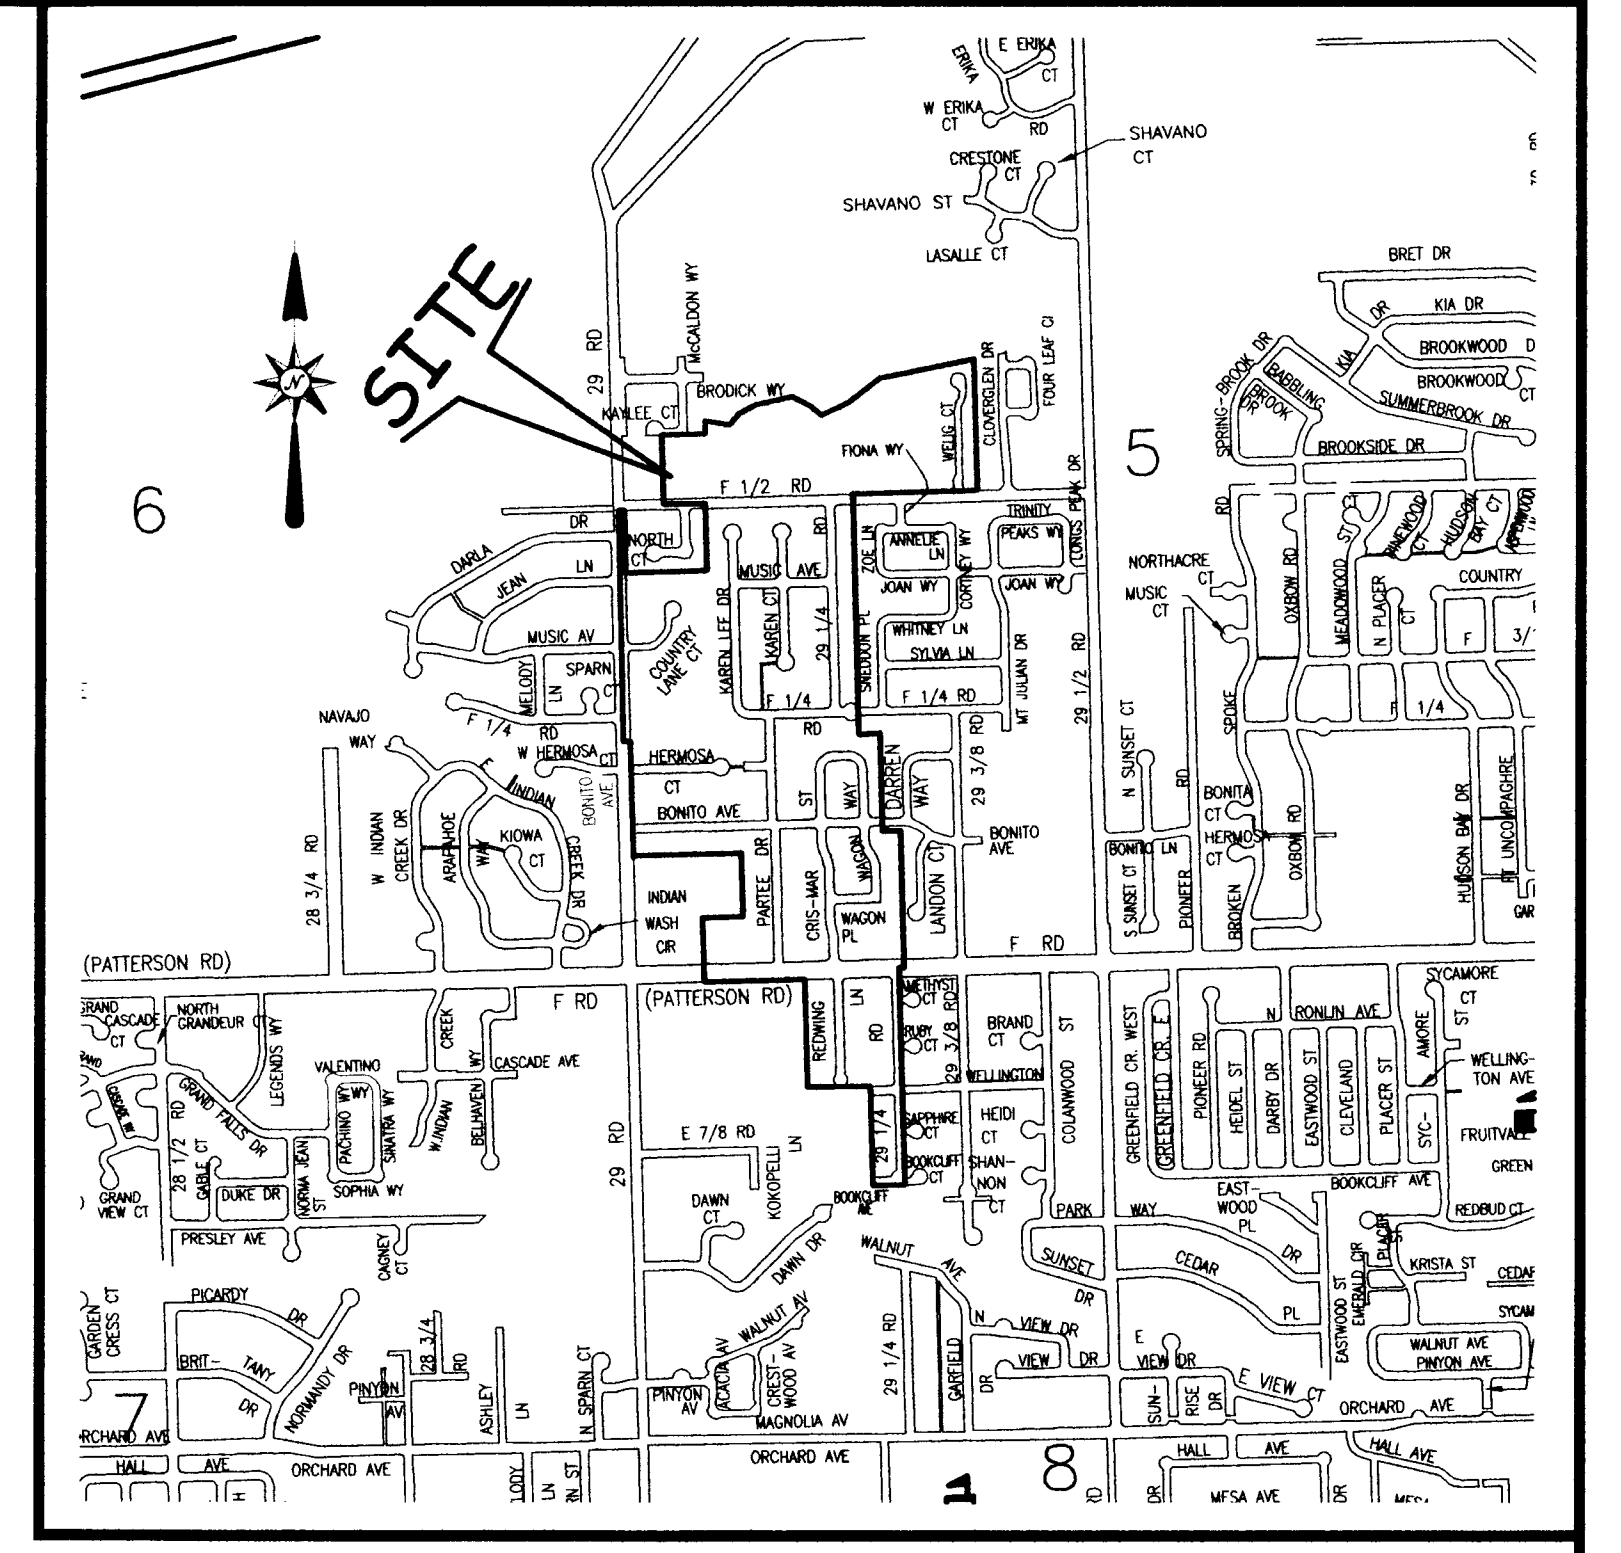 E ERIKA
CT
ERIKA
W ERIKA
CT
RD
SHAVANO
CT
CRESTONE
CT
SHAVANO ST
LASALLE CT
BRET DR
KIA DR
DR
KIA
BROOKWOOD D
BROOKWOOD
CT
SUMMERBROOK DR
SPRING-BROOK DR
BABBLING
BROOK
DR
BROOKSIDE DR
SITE
N
29 RD
McCALDON WY
BRODICK WY
KAYLEE CT
WELIG CT
CLOVERGLEN DR
FOUR LEAF CI
FIONA WY
5
6
F 1/2 RD
LONGS PEAK DR
TRINITY
PEAKS WY
DARLA
DR
NORTH
CT
JEAN
LN
MUSIC AVE
RD
ZOE LN
ANNELIE
LN
CORTNEY WY
JOAN WY
JOAN WY
NORTHACRE
CT
MUSIC
CT
RD
OXBOW RD
MEADOWOOD
ST
PINEWOOD
CT
HUDSON
BAY CT
COUNTRY
N PLACER
CT
F 3/
MUSIC AV
SPARN
CT
MELODY
LN
COUNTRY
LANE CT
KAREN LEE DR
KAREN CT
29 1/4
SNEDDON PL
WHITNEY LN
SYLVIA LN
F 1/4 RD
MT JULIAN DR
29 1/2 RD
F 1/4
RD
F 1/4
RD
F 1/4
SPOKE
NAVAJO
WAY
W HERMOSA
CT
HERMOSA
CT
BONITO AVE
BONITO
AVE
E INDIAN
CREEK DR
W INDIAN
CREEK DR
ARAPAHOE
WAY
KIOWA
CT
28 3/4 RD
ST
WAY
DARREN
WAY
29 3/8 RD
BONITO
AVE
N SUNSET CT
S SUNSET CT
BONITO LN
PIONEER
RD
BONITA
CT
HERMOSA
CT
BROKEN
OXBOW RD
HUDSON BAY DR
PT UNCOMPAGHRE
GAR
INDIAN
WASH
CIR
PARTEE DR
CRIS-MAR
WAGON
WAGON
PL
LANDON CT
F RD
(PATTERSON RD)
F RD
(PATTERSON RD)
GRAND
CASCADE
CT
NORTH
GRANDEUR CT
LEGENDS WY
CREEK
W.INDIAN
BELHAVEN WY
CASCADE AVE
VALENTINO
WY
PACHINO WY
SINATRA WY
SOPHIA WY
GRAND FALLS DR
28 1/2 RD
GABLE CT
DUKE DR
NORMA JEAN
ST
GRAND
VIEW CT
PRESLEY AVE
CAGNEY
CT
REDWING
LN
RD
29 1/4
AMETHYST
CT
RUBY
CT
29 3/8 RD
BRAND
CT
WELLINGTON
SAPPHIRE
CT
HEIDI
CT
BOOKCLIFF
CT
SHAN-
NON
CT
BOOKCLIFF
AVE
COLANWOOD
ST
GREENFIELD CR. WEST
GREENFIELD CR. E.
PIONEER RD
N RONLIN AVE
HEIDEL ST
DARBY DR
EASTWOOD ST
CLEVELAND
PLACER ST
SYC-
AMORE
SYCAMORE
CT
ST
WELLING-
TON AVE
FRUITVALE
GREEN
BOOKCLIFF AVE
REDBUD CT
29 RD
E 7/8 RD
KOKOPELLI
LN
DAWN
CT
DAWN DR
WALNUT
AVE
PARK WAY
EAST-
WOOD
PL
SUNSET
DR
CEDAR
DR
PL
PLACER
ST
EMERALD CIR
EASTWOOD ST
KRISTA ST
CEDAR
SYCAM
WALNUT AVE
PINYON AVE
PICARDY
DR
GARDEN
CRESS CT
BRIT-
TANY
DR
NORMANDY DR
28 3/4
RD
PINYON
AV
ASHLEY
LN
N SPARN CT
PINYON
AV
ACACIA AV
WALNUT AV
CREST-
WOOD AV
MAGNOLIA AV
29 1/4 RD
GARFIELD
DR
N VIEW DR
VIEW DR
E
VIEW DR
E VIEW CT
SUN-
RISE
DR
ORCHARD AVE
7
ORCHARD AVE
HALL AVE
ORCHARD AVE
ORCHARD AVE
8
HALL AVE
HALL AVE
MESA AVE
DR
DR